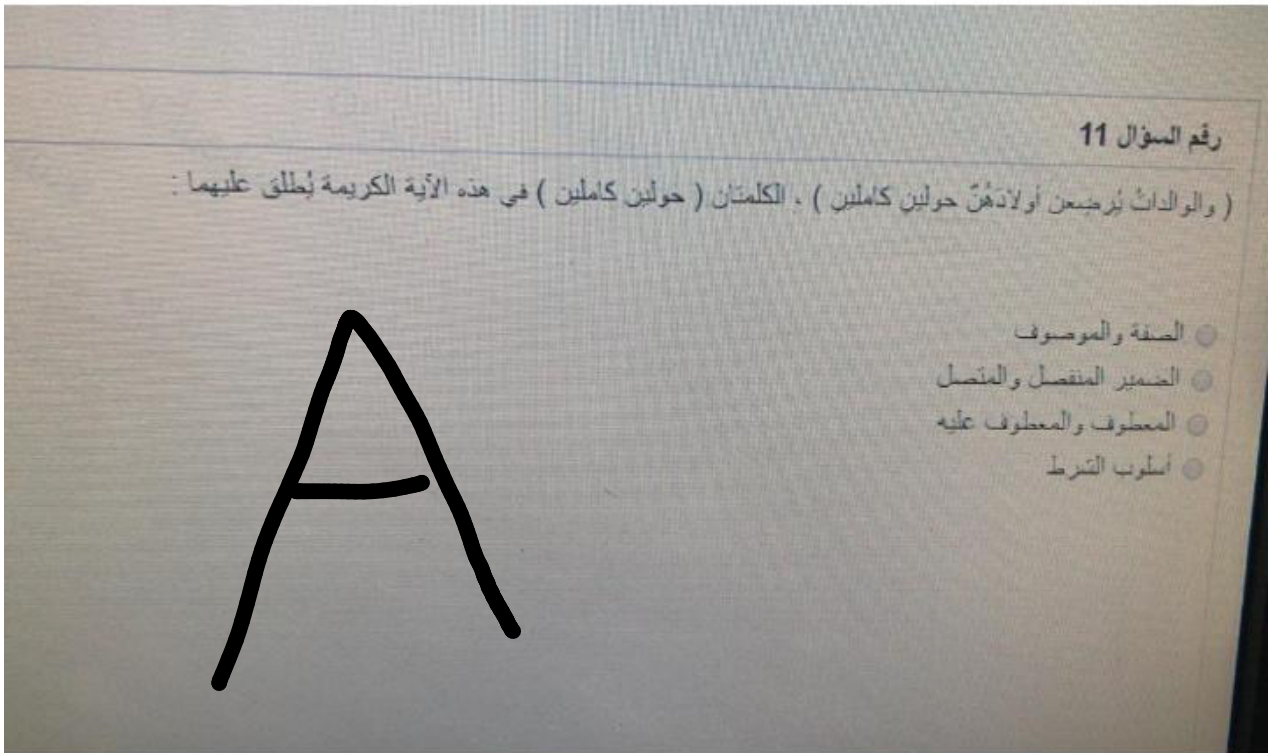 رقم السؤال 11
( والوالداتُ يُرضِعن أولادَهُنّ حولينِ كاملينِ ) ، الكلمتان ( حولين كاملين ) في هذه الآية الكريمة يُطلق عليهما :
الصفة والموصوف
الضمير المنفصل والمتصل
المعطوف والمعطوف عليه
أسلوب الشرط
A